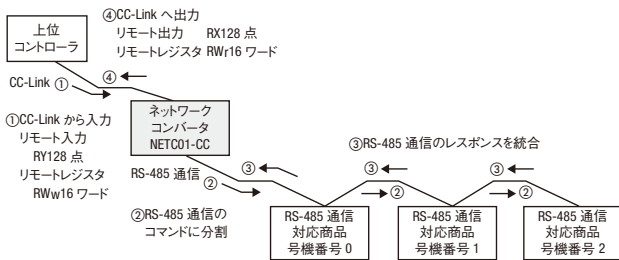 ④CC-Link へ出力
リモート出力 RX128 点
リモートレジスタ RWr16 ワード
上位
コントローラ
CC-Link ①
④
①CC-Link から入力
リモート入力
RY128 点
リモートレジスタ
RWw16 ワード
ネットワーク
コンバータ
NETC01-CC
③RS-485 通信のレスポンスを統合
RS-485 通信
②
③
③
②
③
②
②RS-485 通信の
コマンドに分割
RS-485 通信
対応商品
号機番号 0
RS-485 通信
対応商品
号機番号 1
RS-485 通信
対応商品
号機番号 2